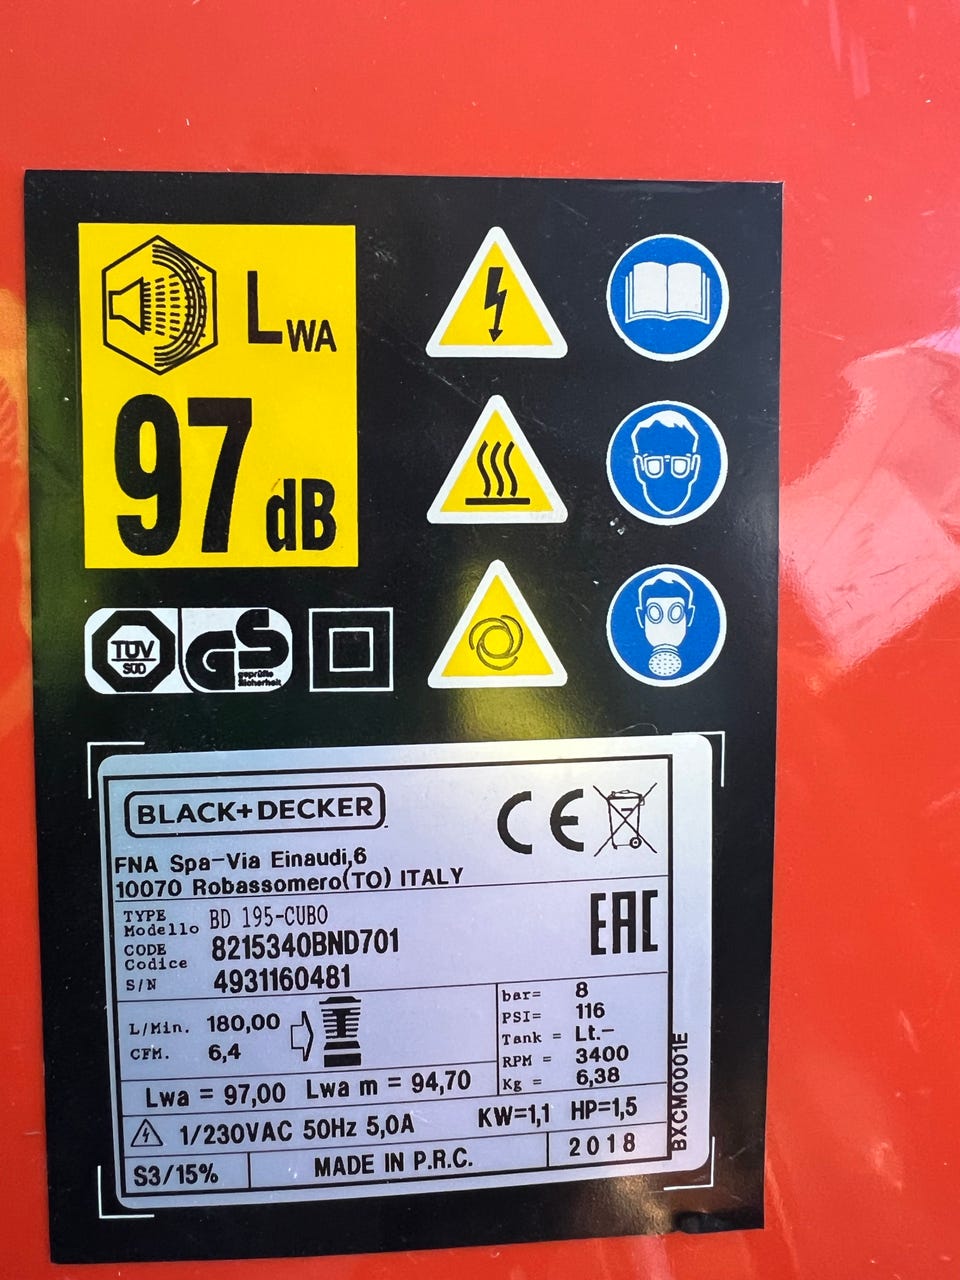 LWA
97 dB
TÜV
SÜD
GS
geprüfte
Sicherheit
BLACK+DECKER
CE
FNA Spa-Via Einaudi,6
10070 Robassomero(TO) ITALY
TYPE
Modello
BD 195-CUBO
CODE
Codice
8215340BND701
S/N
4931160481
EAC
L/Min. 180,00
CFM. 6,4
bar= 8
PSI= 116
Tank = Lt.-
RPM = 3400
Kg = 6,38
Lwa = 97,00 Lwa m = 94,70
1/230VAC 50Hz 5,0A KW=1,1 HP=1,5
S3/15% MADE IN P.R.C. 2018
BXCM0001E